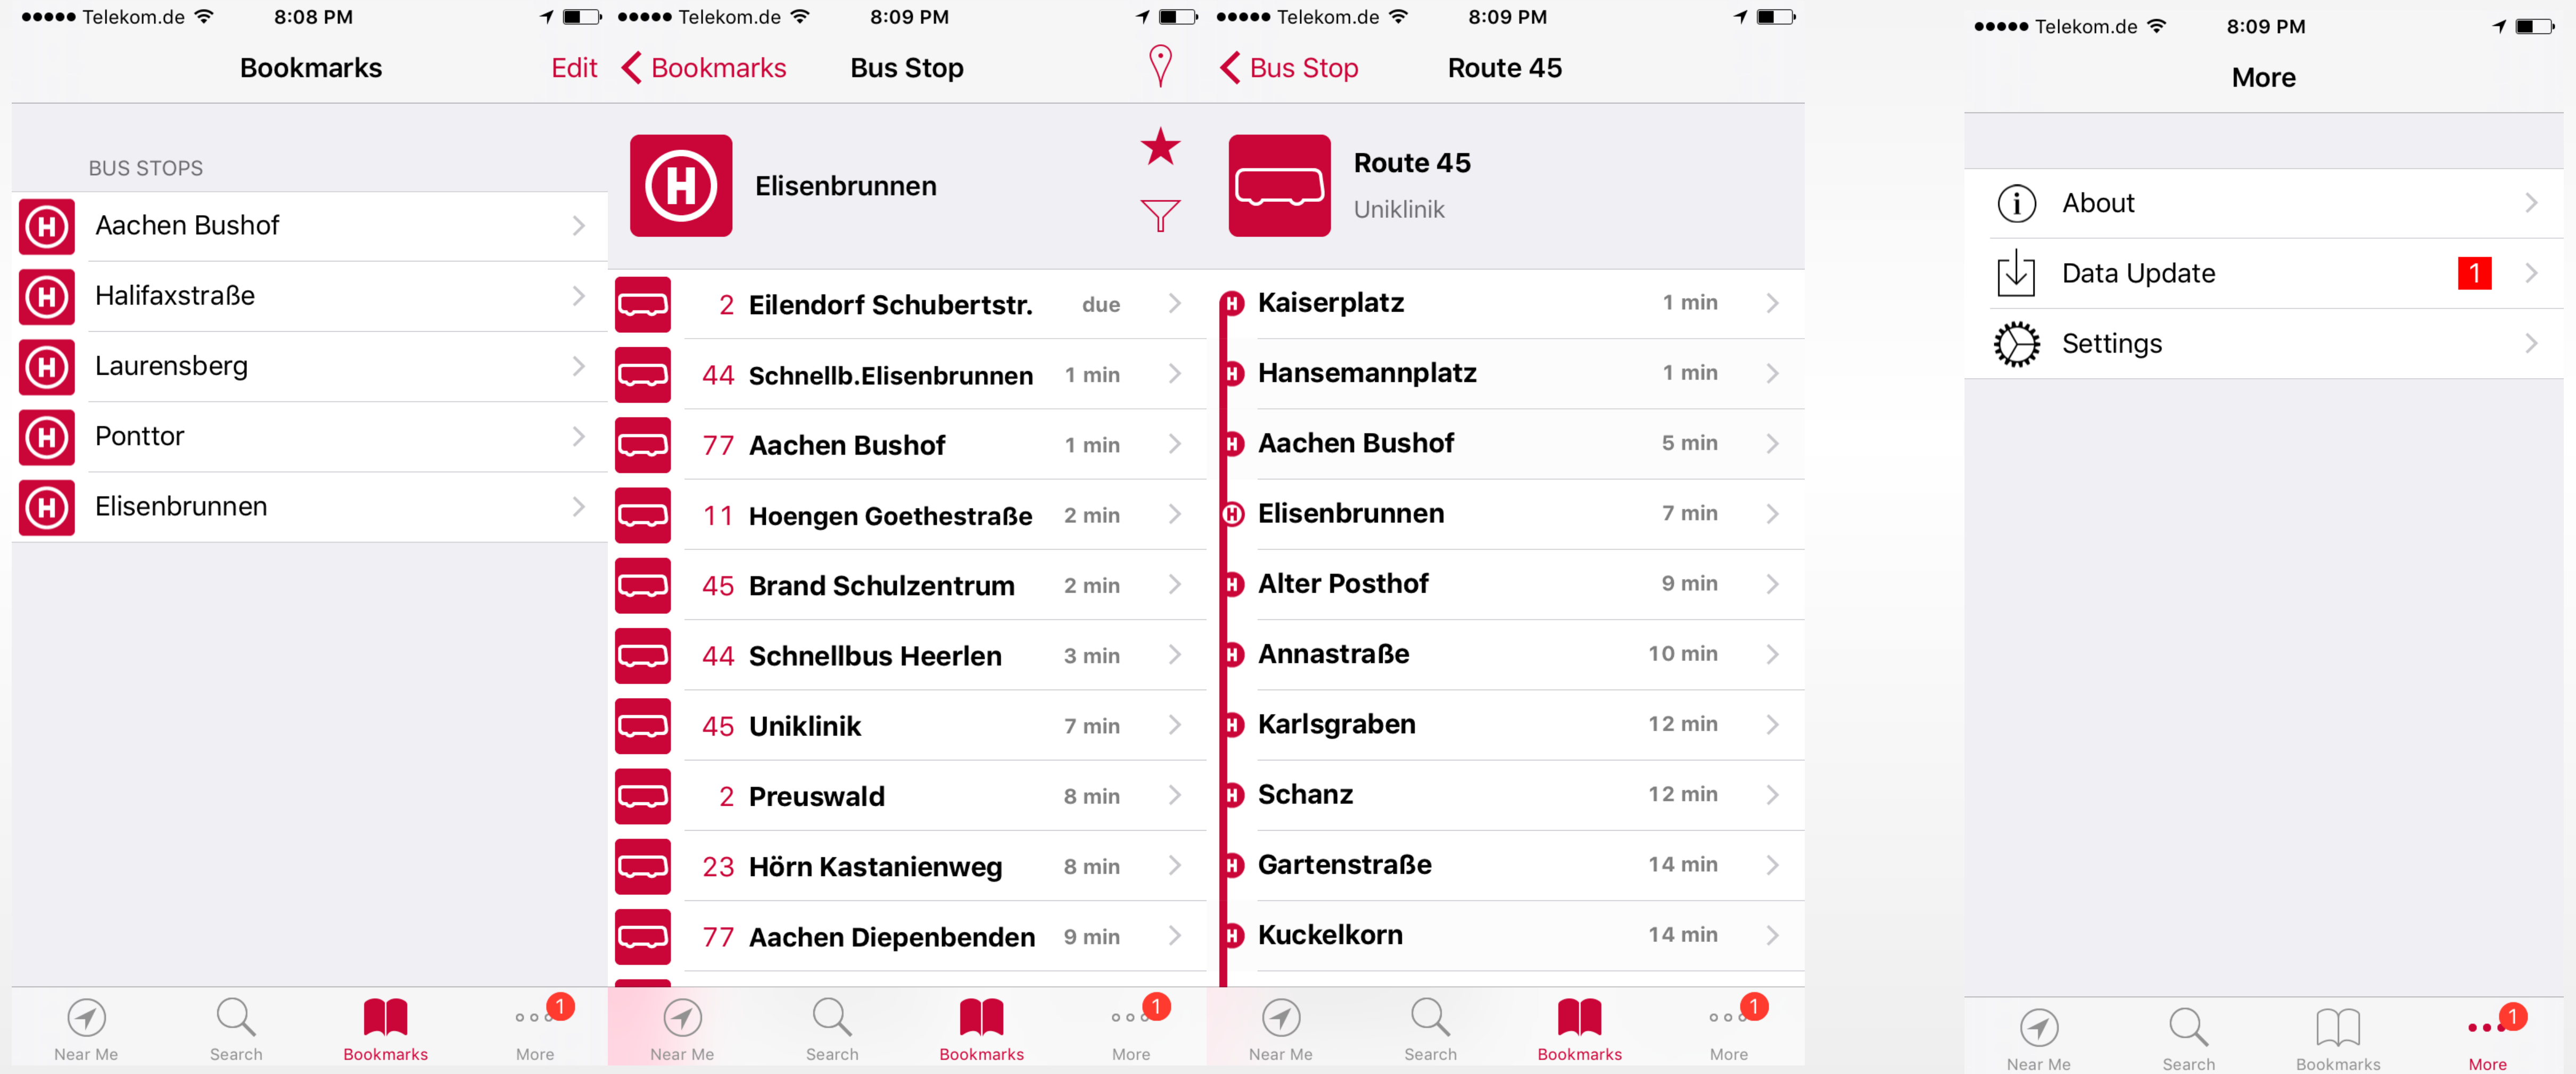 Telekom.de 8:08 PM
Bookmarks Edit
BUS STOPS
H Aachen Bushof
H Halifaxstraße
H Laurensberg
H Ponttor
H Elisenbrunnen
Near Me Search Bookmarks More 1
Telekom.de 8:09 PM
Bookmarks Bus Stop
H Elisenbrunnen
2 Eilendorf Schubertstr. due
44 Schnellb.Elisenbrunnen 1 min
77 Aachen Bushof 1 min
11 Hoengen Goethestraße 2 min
45 Brand Schulzentrum 2 min
44 Schnellbus Heerlen 3 min
45 Uniklinik 7 min
2 Preuswald 8 min
23 Hörn Kastanienweg 8 min
77 Aachen Diepenbenden 9 min
Near Me Search Bookmarks More 1
Telekom.de 8:09 PM
Bus Stop Route 45
Route 45
Uniklinik
H Kaiserplatz 1 min
H Hansemannplatz 1 min
H Aachen Bushof 5 min
H Elisenbrunnen 7 min
H Alter Posthof 9 min
H Annastraße 10 min
H Karlsgraben 12 min
H Schanz 12 min
H Gartenstraße 14 min
H Kuckelkorn 14 min
Near Me Search Bookmarks More 1
Telekom.de 8:09 PM
More
i About
Data Update 1
Settings
Near Me Search Bookmarks More 1